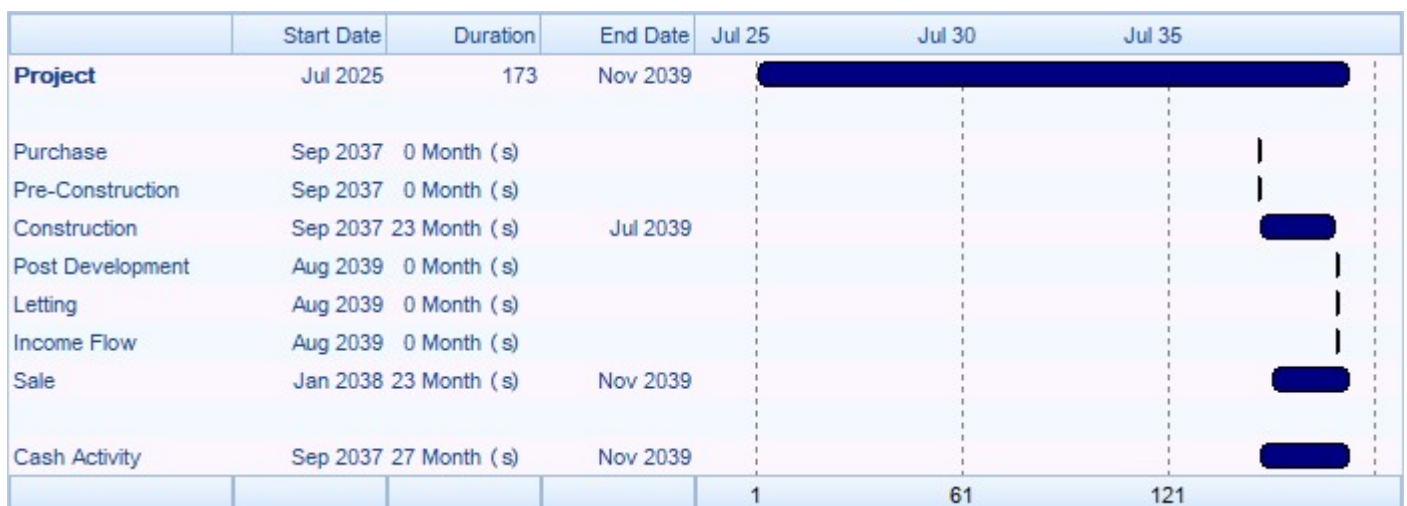 Start Date Duration End Date Jul 25 Jul 30 Jul 35
Project Jul 2025 173 Nov 2039
Purchase Sep 2037 0 Month (s)
Pre-Construction Sep 2037 0 Month (s)
Construction Sep 2037 23 Month (s) Jul 2039
Post Development Aug 2039 0 Month (s)
Letting Aug 2039 0 Month (s)
Income Flow Aug 2039 0 Month (s)
Sale Jan 2038 23 Month (s) Nov 2039
Cash Activity Sep 2037 27 Month (s) Nov 2039
1 61 121